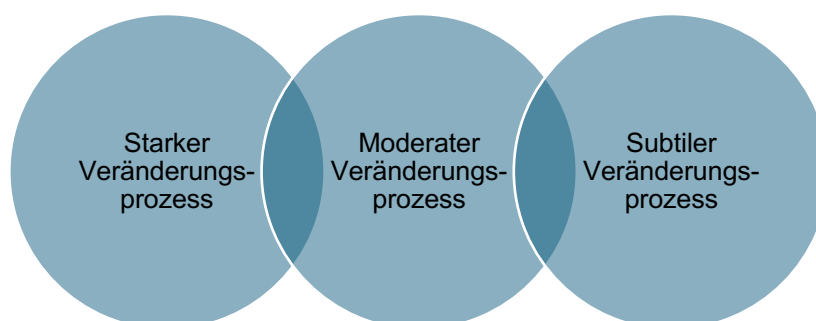 Starker
Veränderungs-
prozess
Moderater
Veränderungs-
prozess
Subtiler
Veränderungs-
prozess